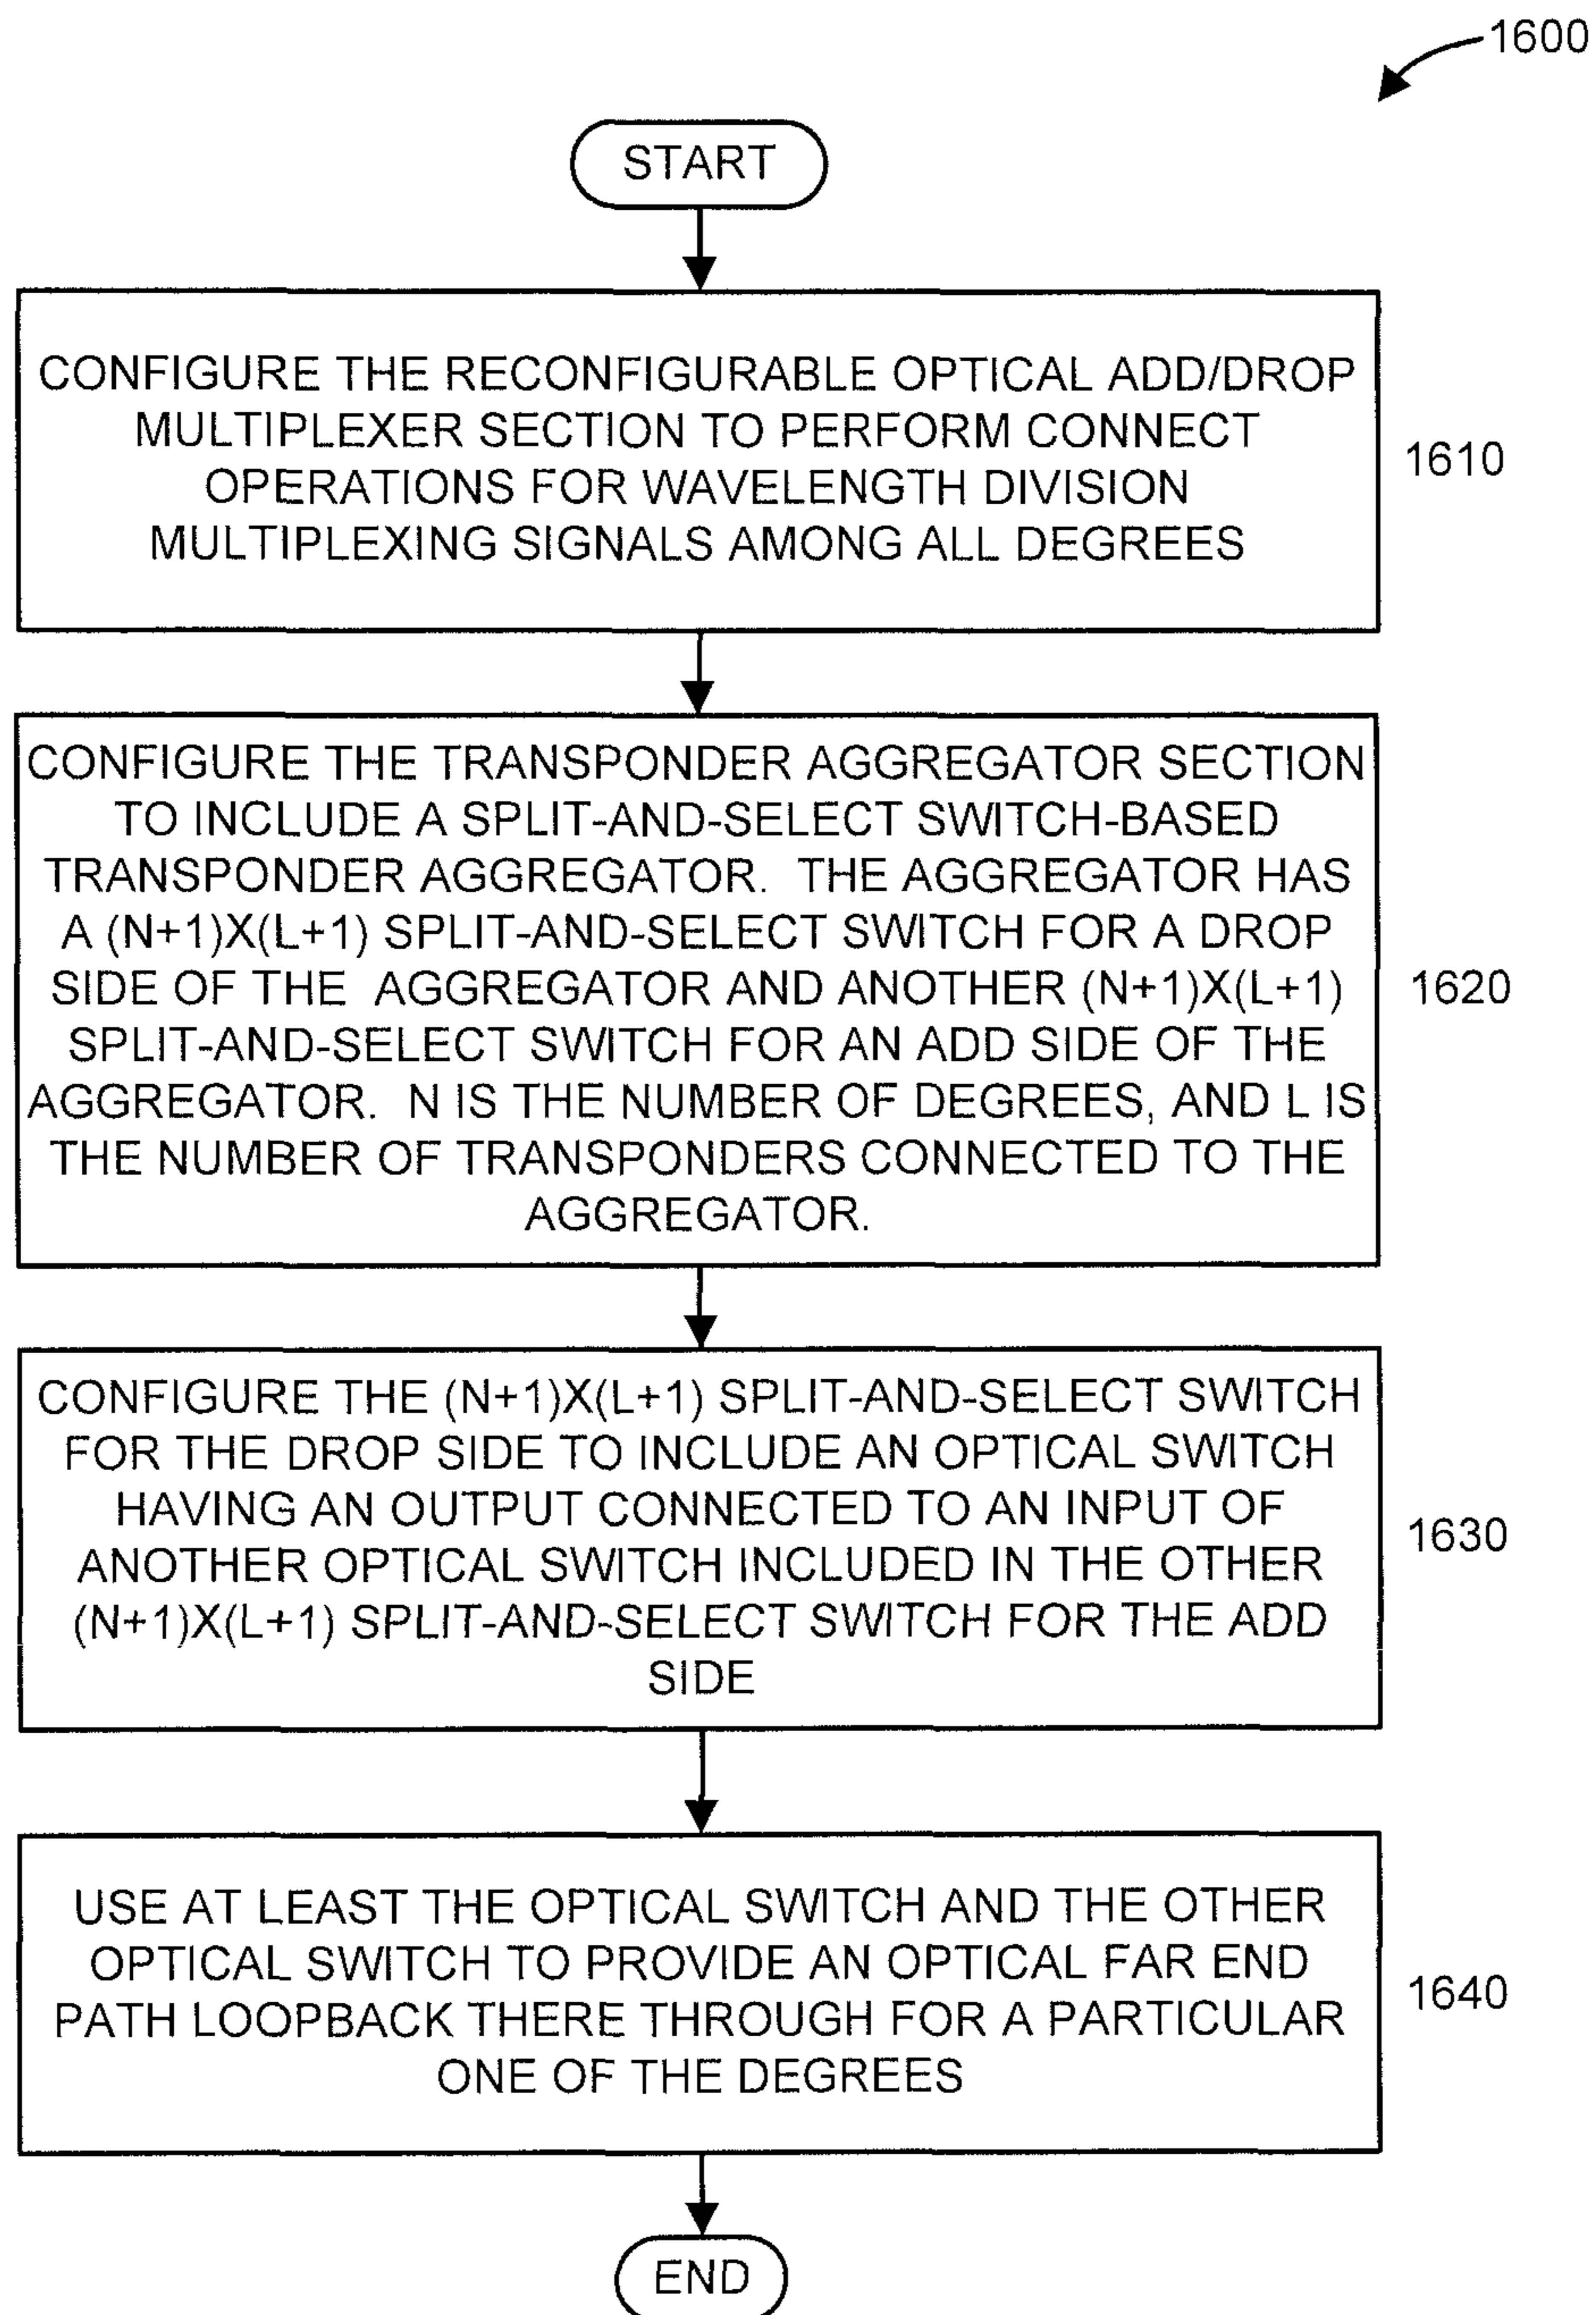 1600
START
CONFIGURE THE RECONFIGURABLE OPTICAL ADD/DROP
MULTIPLEXER SECTION TO PERFORM CONNECT
OPERATIONS FOR WAVELENGTH DIVISION
MULTIPLEXING SIGNALS AMONG ALL DEGREES
1610
CONFIGURE THE TRANSPONDER AGGREGATOR SECTION
TO INCLUDE A SPLIT-AND-SELECT SWITCH-BASED
TRANSPONDER AGGREGATOR. THE AGGREGATOR HAS
A (N+1)X(L+1) SPLIT-AND-SELECT SWITCH FOR A DROP
SIDE OF THE AGGREGATOR AND ANOTHER (N+1)X(L+1)
SPLIT-AND-SELECT SWITCH FOR AN ADD SIDE OF THE
AGGREGATOR. N IS THE NUMBER OF DEGREES, AND L IS
THE NUMBER OF TRANSPONDERS CONNECTED TO THE
AGGREGATOR.
1620
CONFIGURE THE (N+1)X(L+1) SPLIT-AND-SELECT SWITCH
FOR THE DROP SIDE TO INCLUDE AN OPTICAL SWITCH
HAVING AN OUTPUT CONNECTED TO AN INPUT OF
ANOTHER OPTICAL SWITCH INCLUDED IN THE OTHER
(N+1)X(L+1) SPLIT-AND-SELECT SWITCH FOR THE ADD
SIDE
1630
USE AT LEAST THE OPTICAL SWITCH AND THE OTHER
OPTICAL SWITCH TO PROVIDE AN OPTICAL FAR END
PATH LOOPBACK THERE THROUGH FOR A PARTICULAR
ONE OF THE DEGREES
1640
END